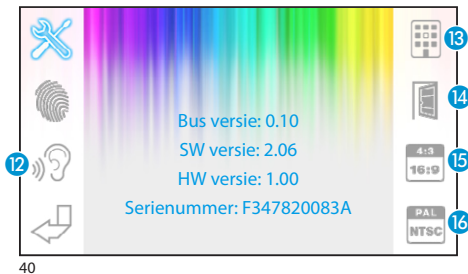 13
14
Bus versie: 0.10
SW versie: 2.06
4:3
15
12
16:9
HW versie: 1.00
Serienummer: F347820083A
PAL
16
NTSC
40